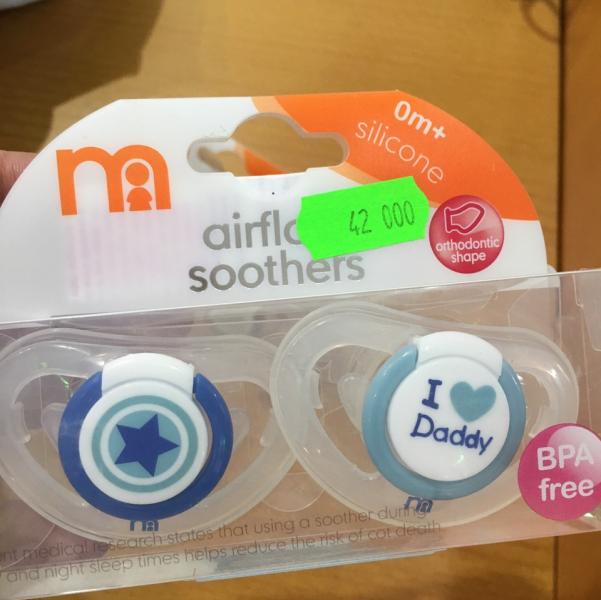 0m+
silicone
m
42 000
soothers
orthodontic
shape
I
Daddy
BPA
free
m
m
medical research states that using a soother during
and night sleep times helps reduce the risk of cot death